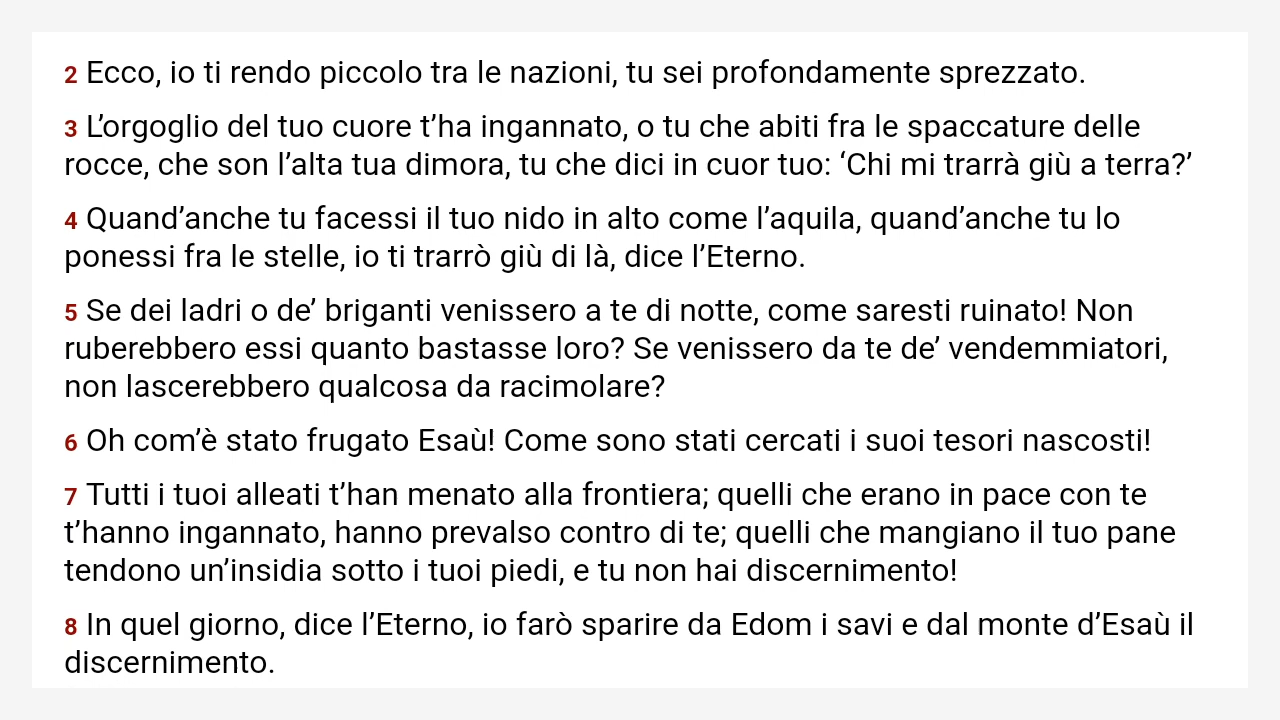 2 Ecco, io ti rendo piccolo tra le nazioni, tu sei profondamente sprezzato.
3 L’orgoglio del tuo cuore t’ha ingannato, o tu che abiti fra le spaccature delle
rocce, che son l’alta tua dimora, tu che dici in cuor tuo: ‘Chi mi trarrà giù a terra?’
4 Quand’anche tu facessi il tuo nido in alto come l’aquila, quand’anche tu lo
ponessi fra le stelle, io ti trarrò giù di là, dice l’Eterno.
5 Se dei ladri o de’ briganti venissero a te di notte, come saresti ruinato! Non
ruberebbero essi quanto bastasse loro? Se venissero da te de’ vendemmiatori,
non lascerebbero qualcosa da racimolare?
6 Oh com’è stato frugato Esaù! Come sono stati cercati i suoi tesori nascosti!
7 Tutti i tuoi alleati t’han menato alla frontiera; quelli che erano in pace con te
t’hanno ingannato, hanno prevalso contro di te; quelli che mangiano il tuo pane
tendono un’insidia sotto i tuoi piedi, e tu non hai discernimento!
8 In quel giorno, dice l’Eterno, io farò sparire da Edom i savi e dal monte d’Esaù il
discernimento.